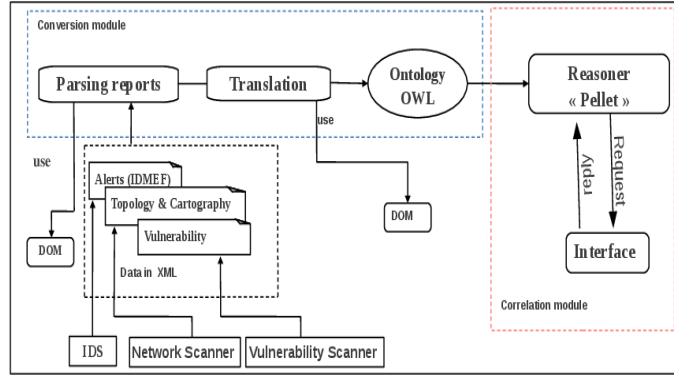 Conversion module
Parsing reports
Translation
Ontology
OWL
Reasoner
« Pellet »
use
use
Alerts (IDMEF)
Topology & Cartography
Vulnerability
Data in XML
DOM
DOM
reply
Request
Interface
Correlation module
IDS
Network Scanner
Vulnerability Scanner